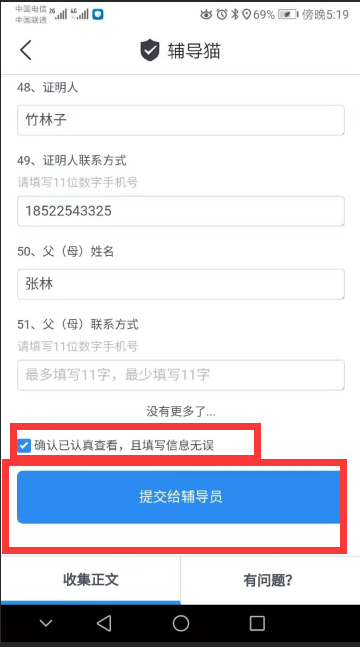 中国电信 2G 4G 69% 傍晚5:19
中国联通
辅导猫
48、证明人
竹林子
49、证明人联系方式
请填写11位数字手机号
18522543325
50、父（母）姓名
张林
51、父（母）联系方式
请填写11位数字手机号
最多填写11字，最少填写11字
没有更多了...
确认已认真查看，且填写信息无误
提交给辅导员
收集正文 有问题?